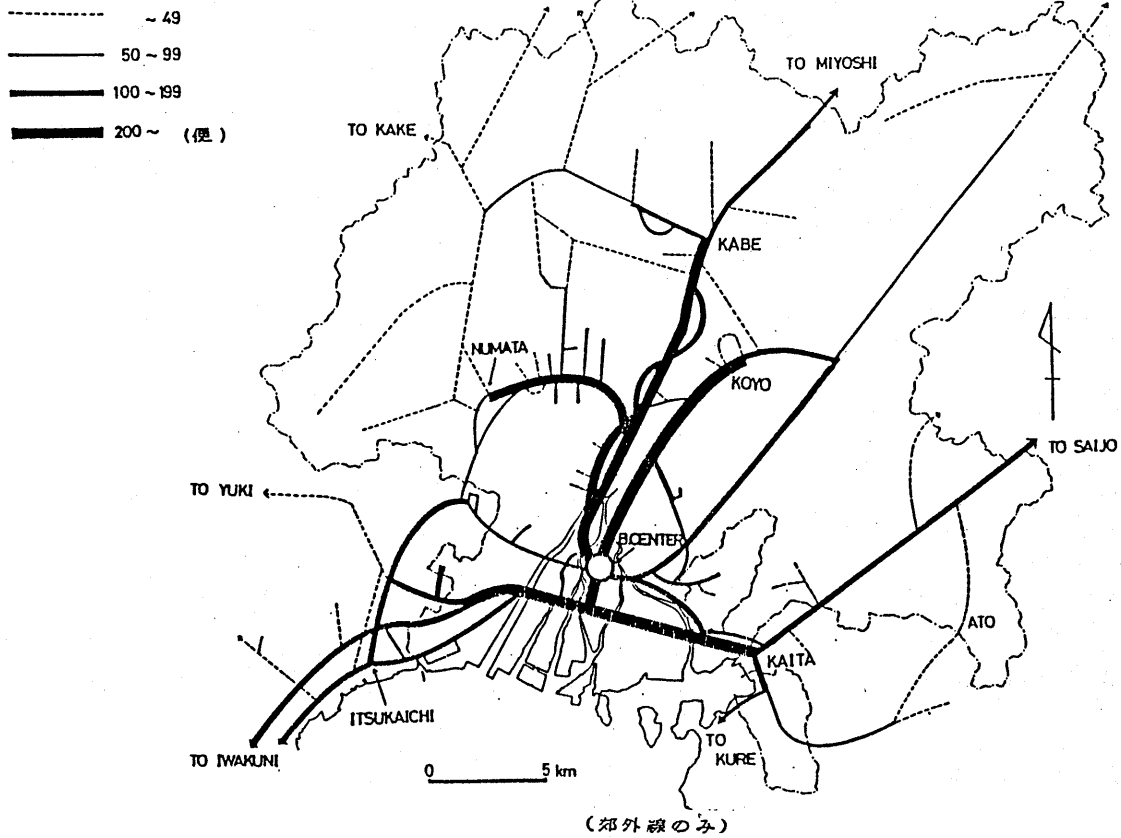 ~49
50~99
100~199
200~ (便)
TO MIYOSHI
TO KAKE
KABE
NUMATA
KOYO
TO SAIJO
TO YUKI
B.CENTER
ATO
KAITA
ITSUKAICHI
TO KURE
TO IWAKUNI
0 5 km
(郊外線のみ)